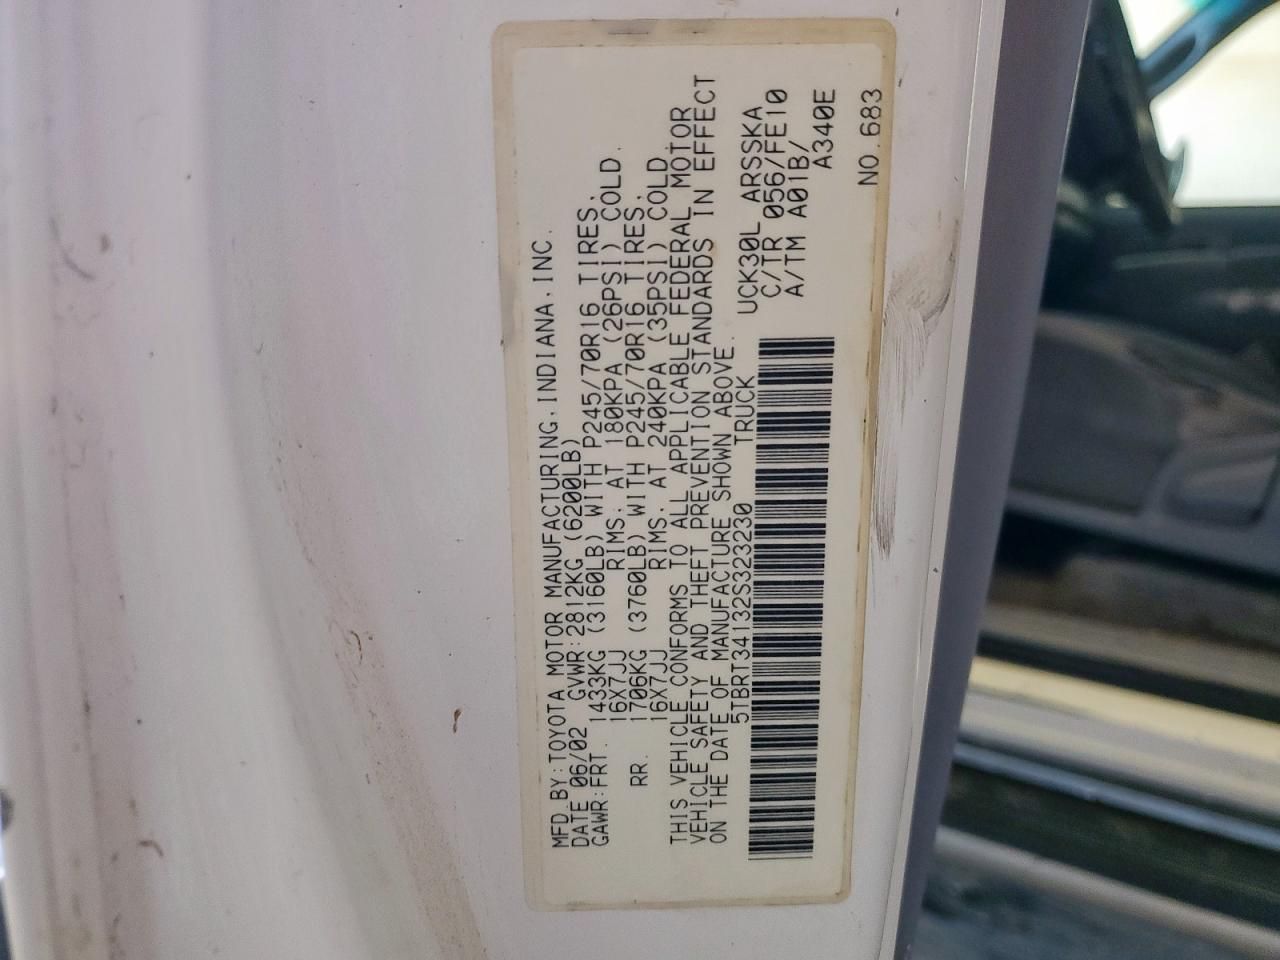 MFD.BY:TOYOTA MOTOR MANUFACTURING,INDIANA,INC.
DATE 06/02 GVWR:2812KG (6200LB)
GAWR:FRT. 1433KG (3160LB) WITH P245/70R16 TIRES,
16X7JJ RIMS, AT 180KPA (26PSI) COLD.
RR. 1706KG (3760LB) WITH P245/70R16 TIRES,
16X7JJ RIMS, AT 240KPA (35PSI) COLD.
THIS VEHICLE CONFORMS TO ALL APPLICABLE FEDERAL MOTOR
VEHICLE SAFETY AND THEFT PREVENTION STANDARDS IN EFFECT
ON THE DATE OF MANUFACTURE SHOWN ABOVE.
5TBRT34132S323230 TRUCK
UCK30L ARSSKA
C/TR 056/FE10
A/TM A01B/
A340E
NO.683